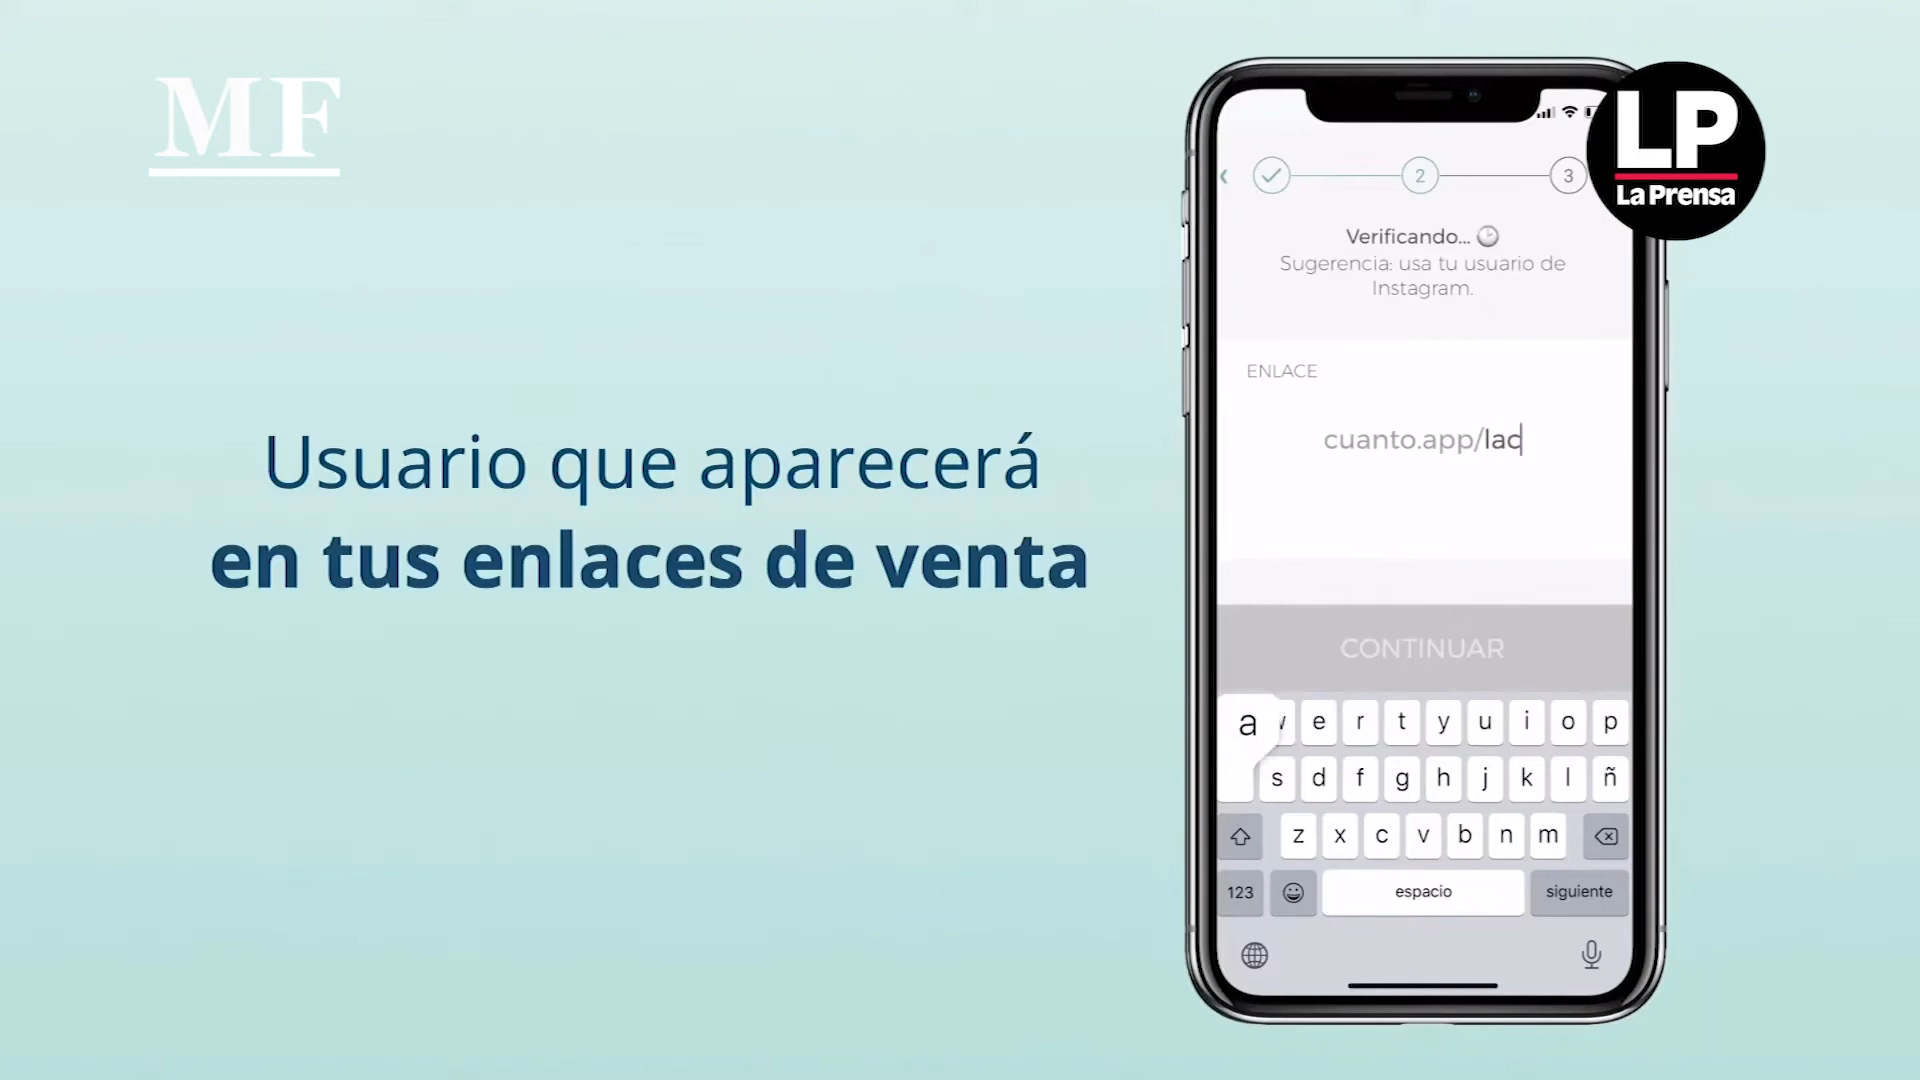 MF
LP
La Prensa
2
3
Verificando...
Sugerencia: usa tu usuario de
Instagram.
ENLACE
cuanto.app/lac
Usuario que aparecerá
en tus enlaces de venta
CONTINUAR
a e r t y u i o p
s d f g h j k l ñ
z x c v b n m
123 espacio siguiente